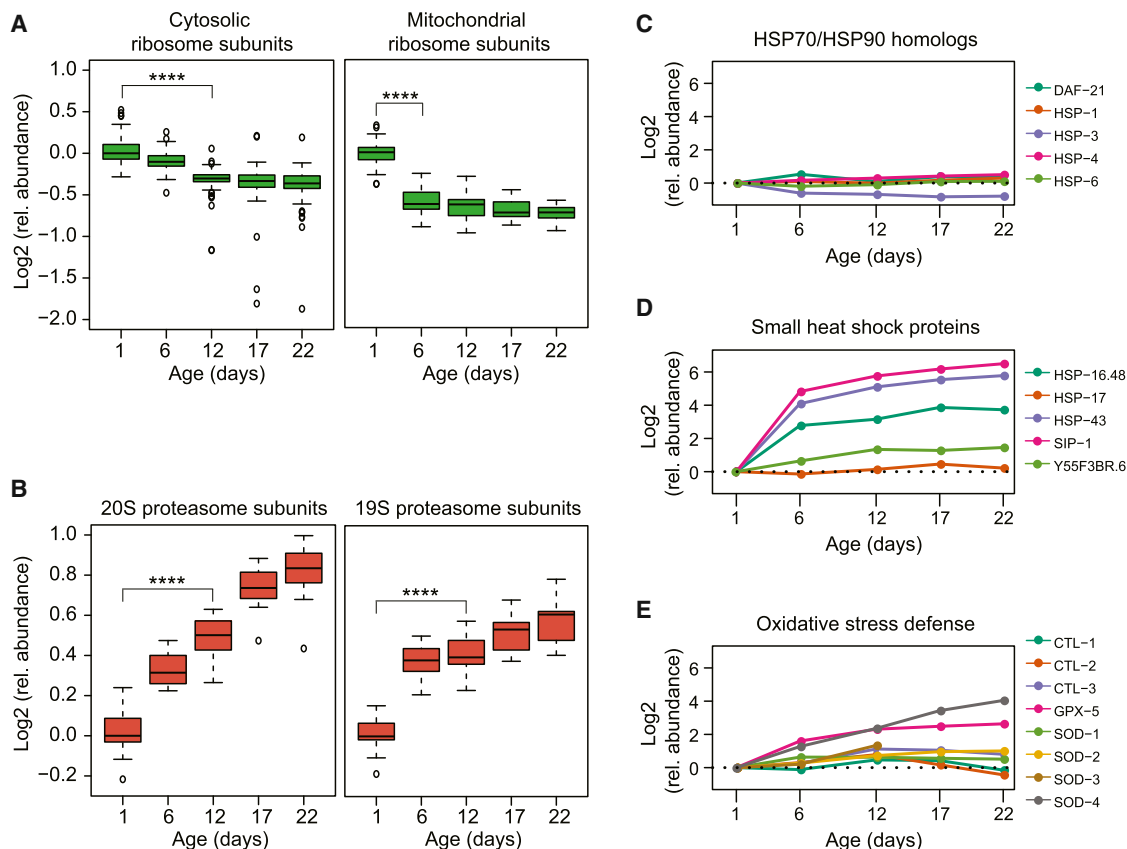 A
Cytosolic
ribosome subunits
Mitochondrial
ribosome subunits
Log2 (rel. abundance)
1.0
0.5
0.0
−0.5
−1.0
−1.5
−2.0
****
****
1 6 12 17 22
1 6 12 17 22
Age (days)
Age (days)
B
20S proteasome subunits
19S proteasome subunits
Log2 (rel. abundance)
1.0
0.8
0.6
0.4
0.2
0.0
−0.2
****
****
1 6 12 17 22
1 6 12 17 22
Age (days)
Age (days)
C
HSP70/HSP90 homologs
Log2
(rel. abundance)
6
4
2
0
1 6 12 17 22
Age (days)
DAF−21
HSP−1
HSP−3
HSP−4
HSP−6
D
Small heat shock proteins
Log2
(rel. abundance)
6
4
2
0
1 6 12 17 22
Age (days)
HSP−16.48
HSP−17
HSP−43
SIP−1
Y55F3BR.6
E
Oxidative stress defense
Log2
(rel. abundance)
6
4
2
0
1 6 12 17 22
Age (days)
CTL−1
CTL−2
CTL−3
GPX−5
SOD−1
SOD−2
SOD−3
SOD−4